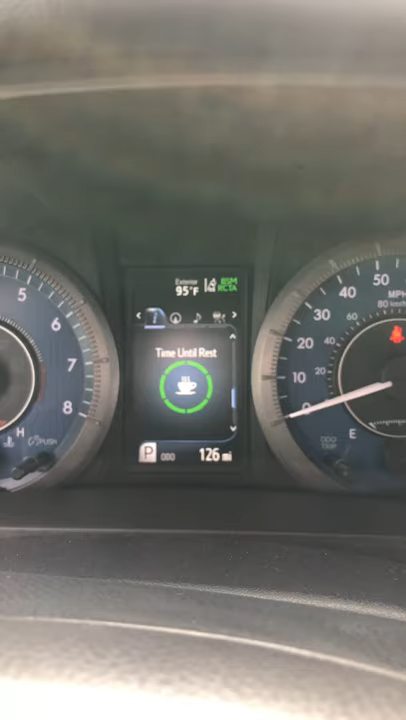 Exterior
95°F
BSM
RCTA
Time Until Rest
P ODO 126 mi
5
6
7
8
H
PUSH
50
40
30
20
10
0
MPH
80 km/h
60
40
20
ODO
TRIP
E